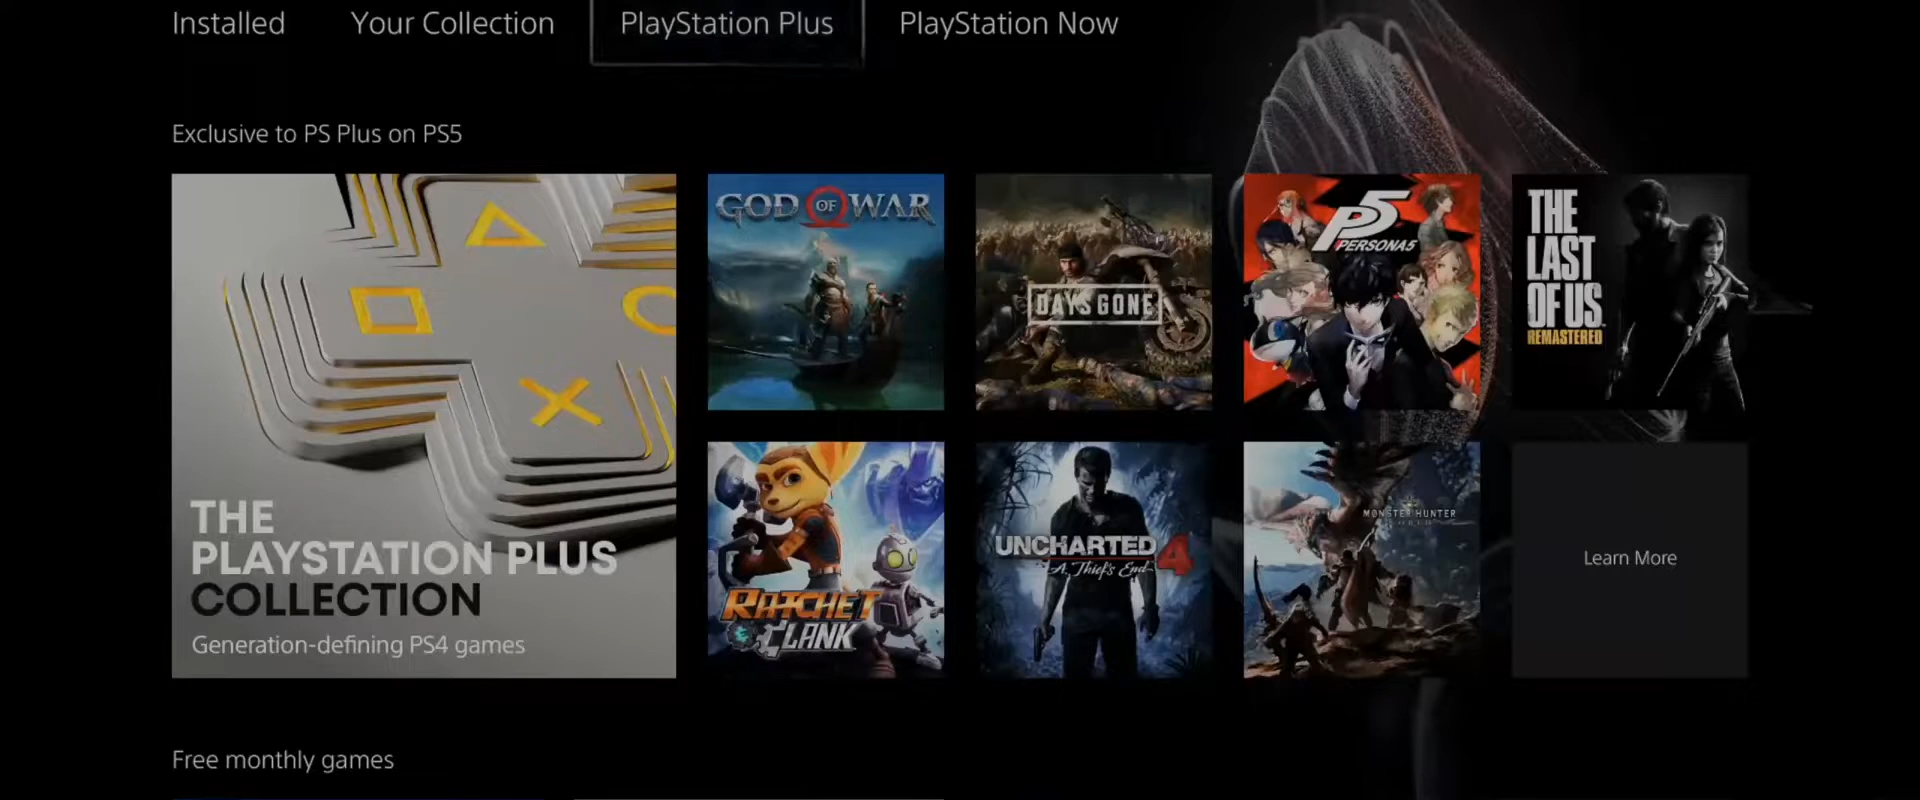 Installed
Your Collection
PlayStation Plus
PlayStation Now
Exclusive to PS Plus on PS5
THE
PLAYSTATION PLUS
COLLECTION
Generation-defining PS4 games
GOD OF WAR
DAYS GONE
P5
PERSONA5
THE
LAST
OF US
REMASTERED
RATCHET
CLANK
UNCHARTED 4
A Thief's End
MONSTER HUNTER
WORLD
Learn More
Free monthly games